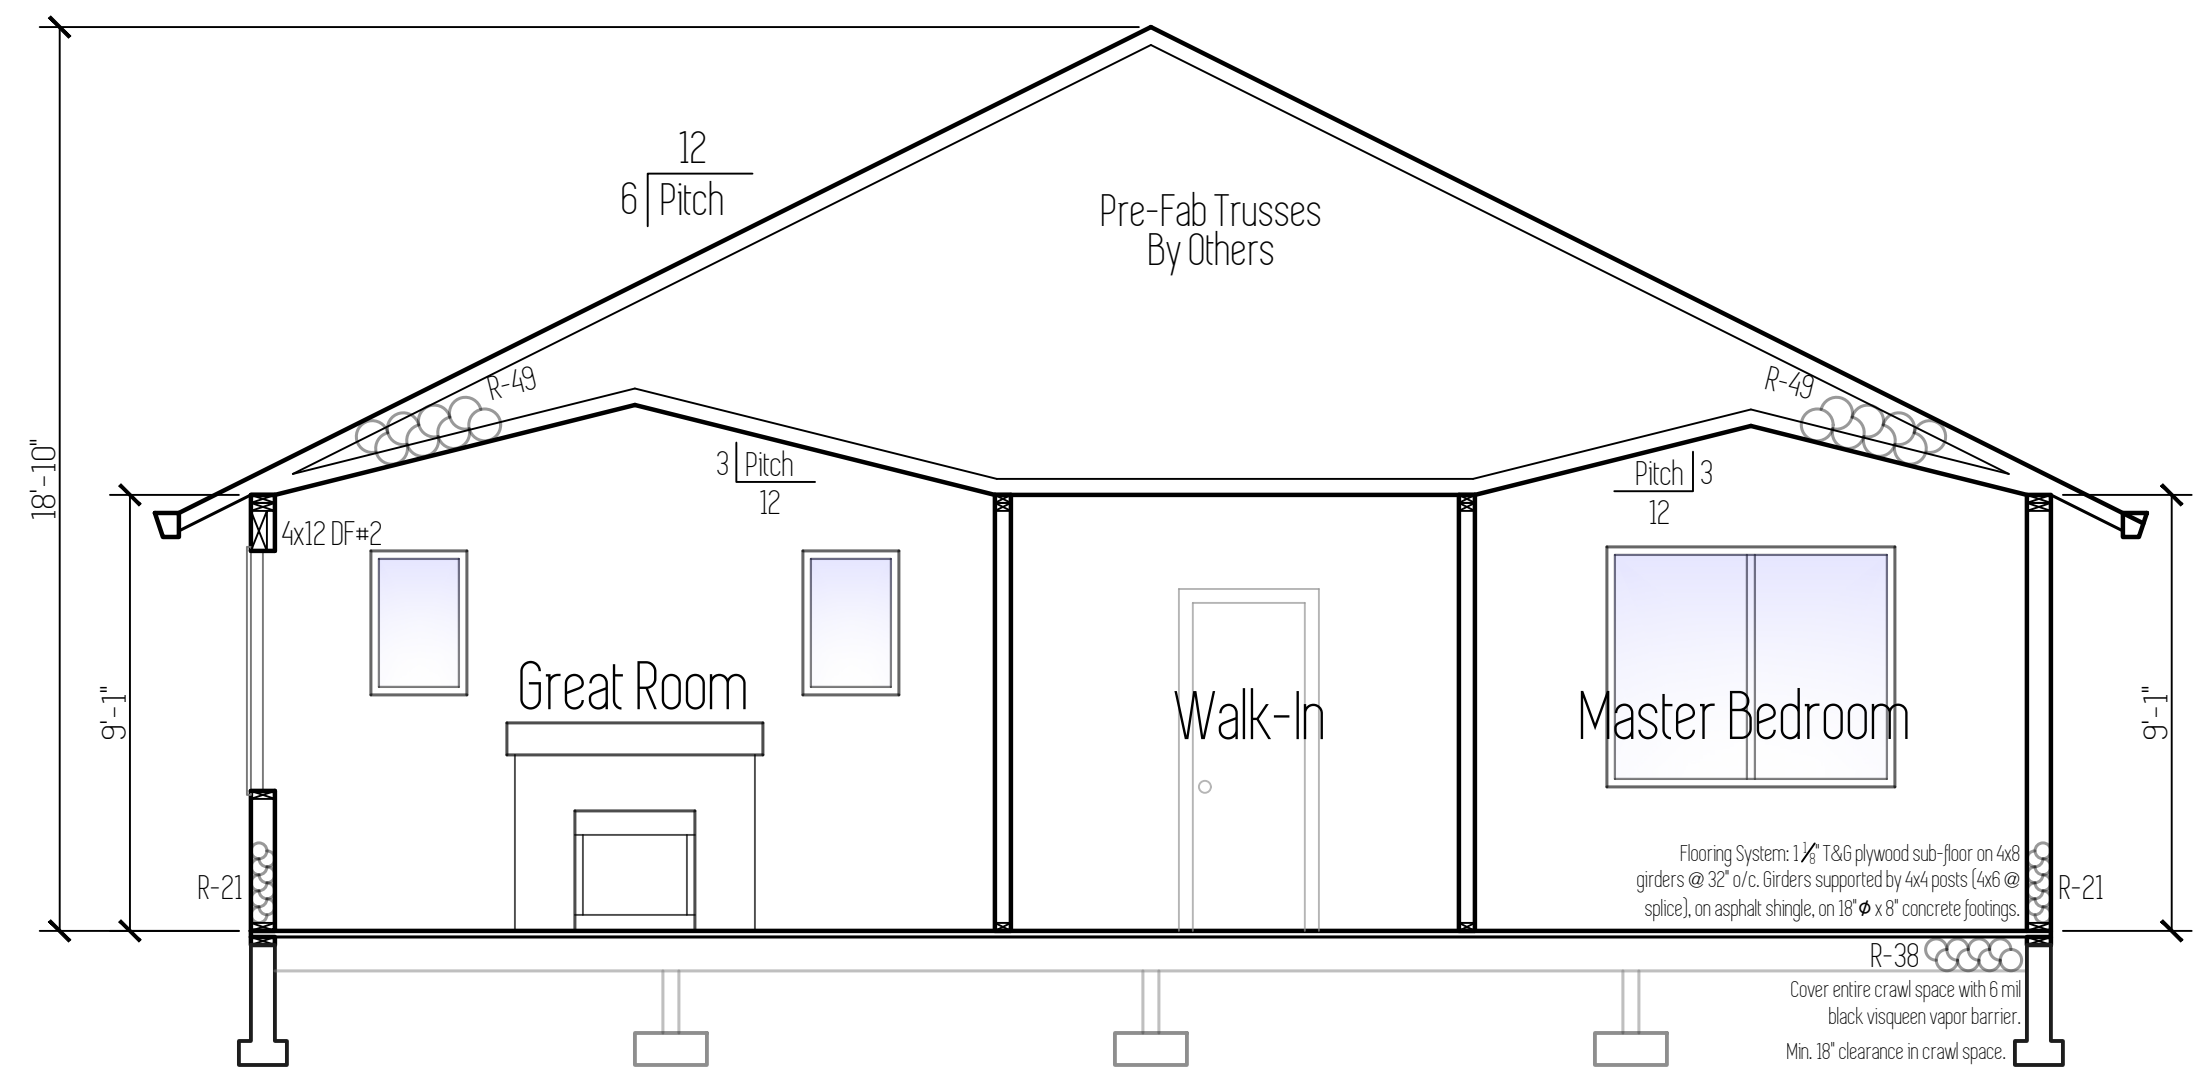 12
6 Pitch
Pre-Fab Trusses
By Others
R-49
R-49
18'-10"
3 Pitch
12
Pitch 3
12
4x12 DF#2
9'-1"
9'-1"
Great Room
Walk-In
Master Bedroom
R-21
Flooring System: 1 1/8" T&G plywood sub-floor on 4x8
girders @ 32" o/c. Girders supported by 4x4 posts (4x6 @
splice), on asphalt shingle, on 18"Ø x 8" concrete footings.
R-21
R-38
Cover entire crawl space with 6 mil
black visqueen vapor barrier.
Min. 18" clearance in crawl space.